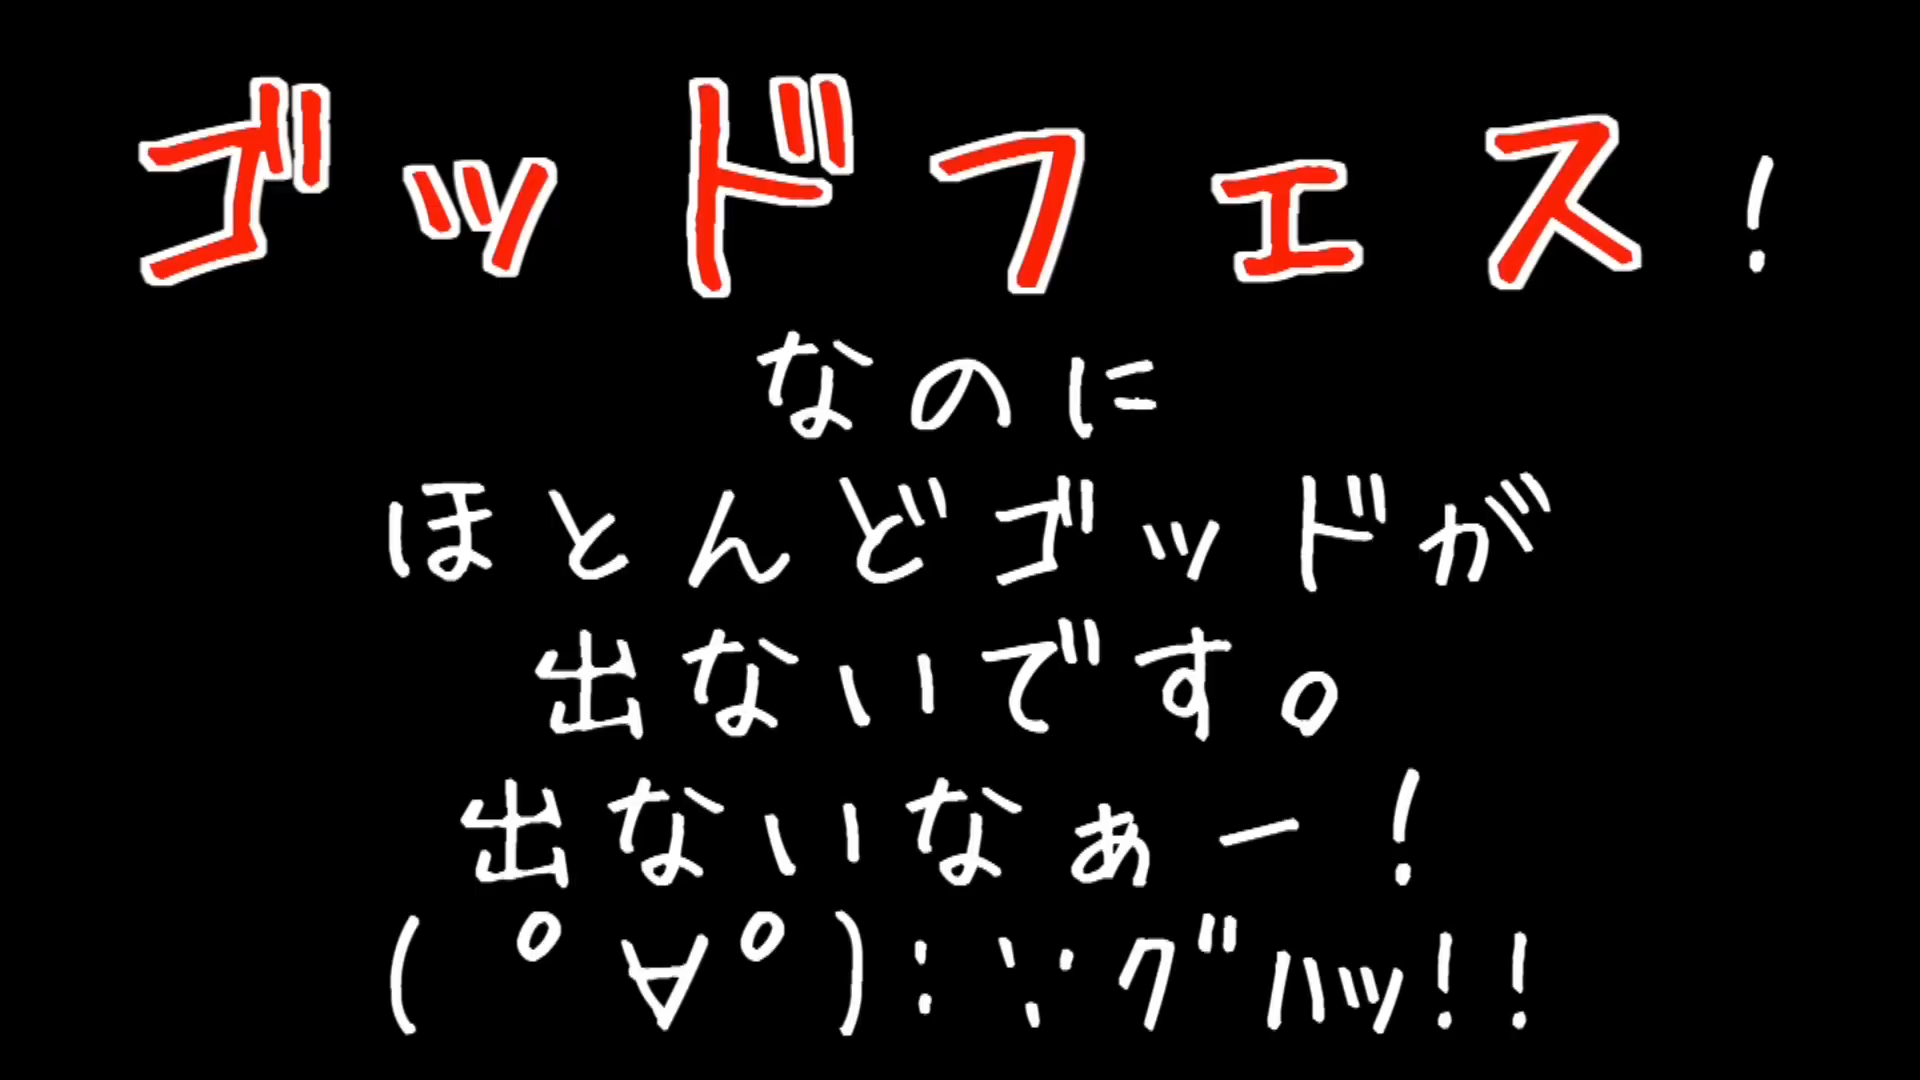 ゴッドフェス!
なのに
ほとんどゴッドが
出ないです。
出ないなぁー!
( ﾟ∀ﾟ):∵ｸﾞﾊｯ!!